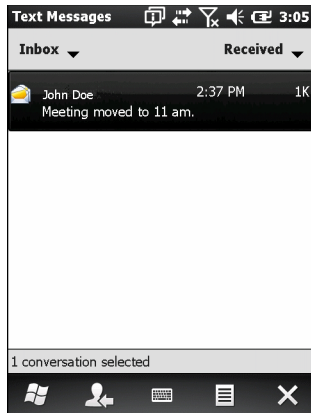 Text Messages 3:05
Inbox Received
John Doe 2:37 PM 1K
Meeting moved to 11 am.
1 conversation selected